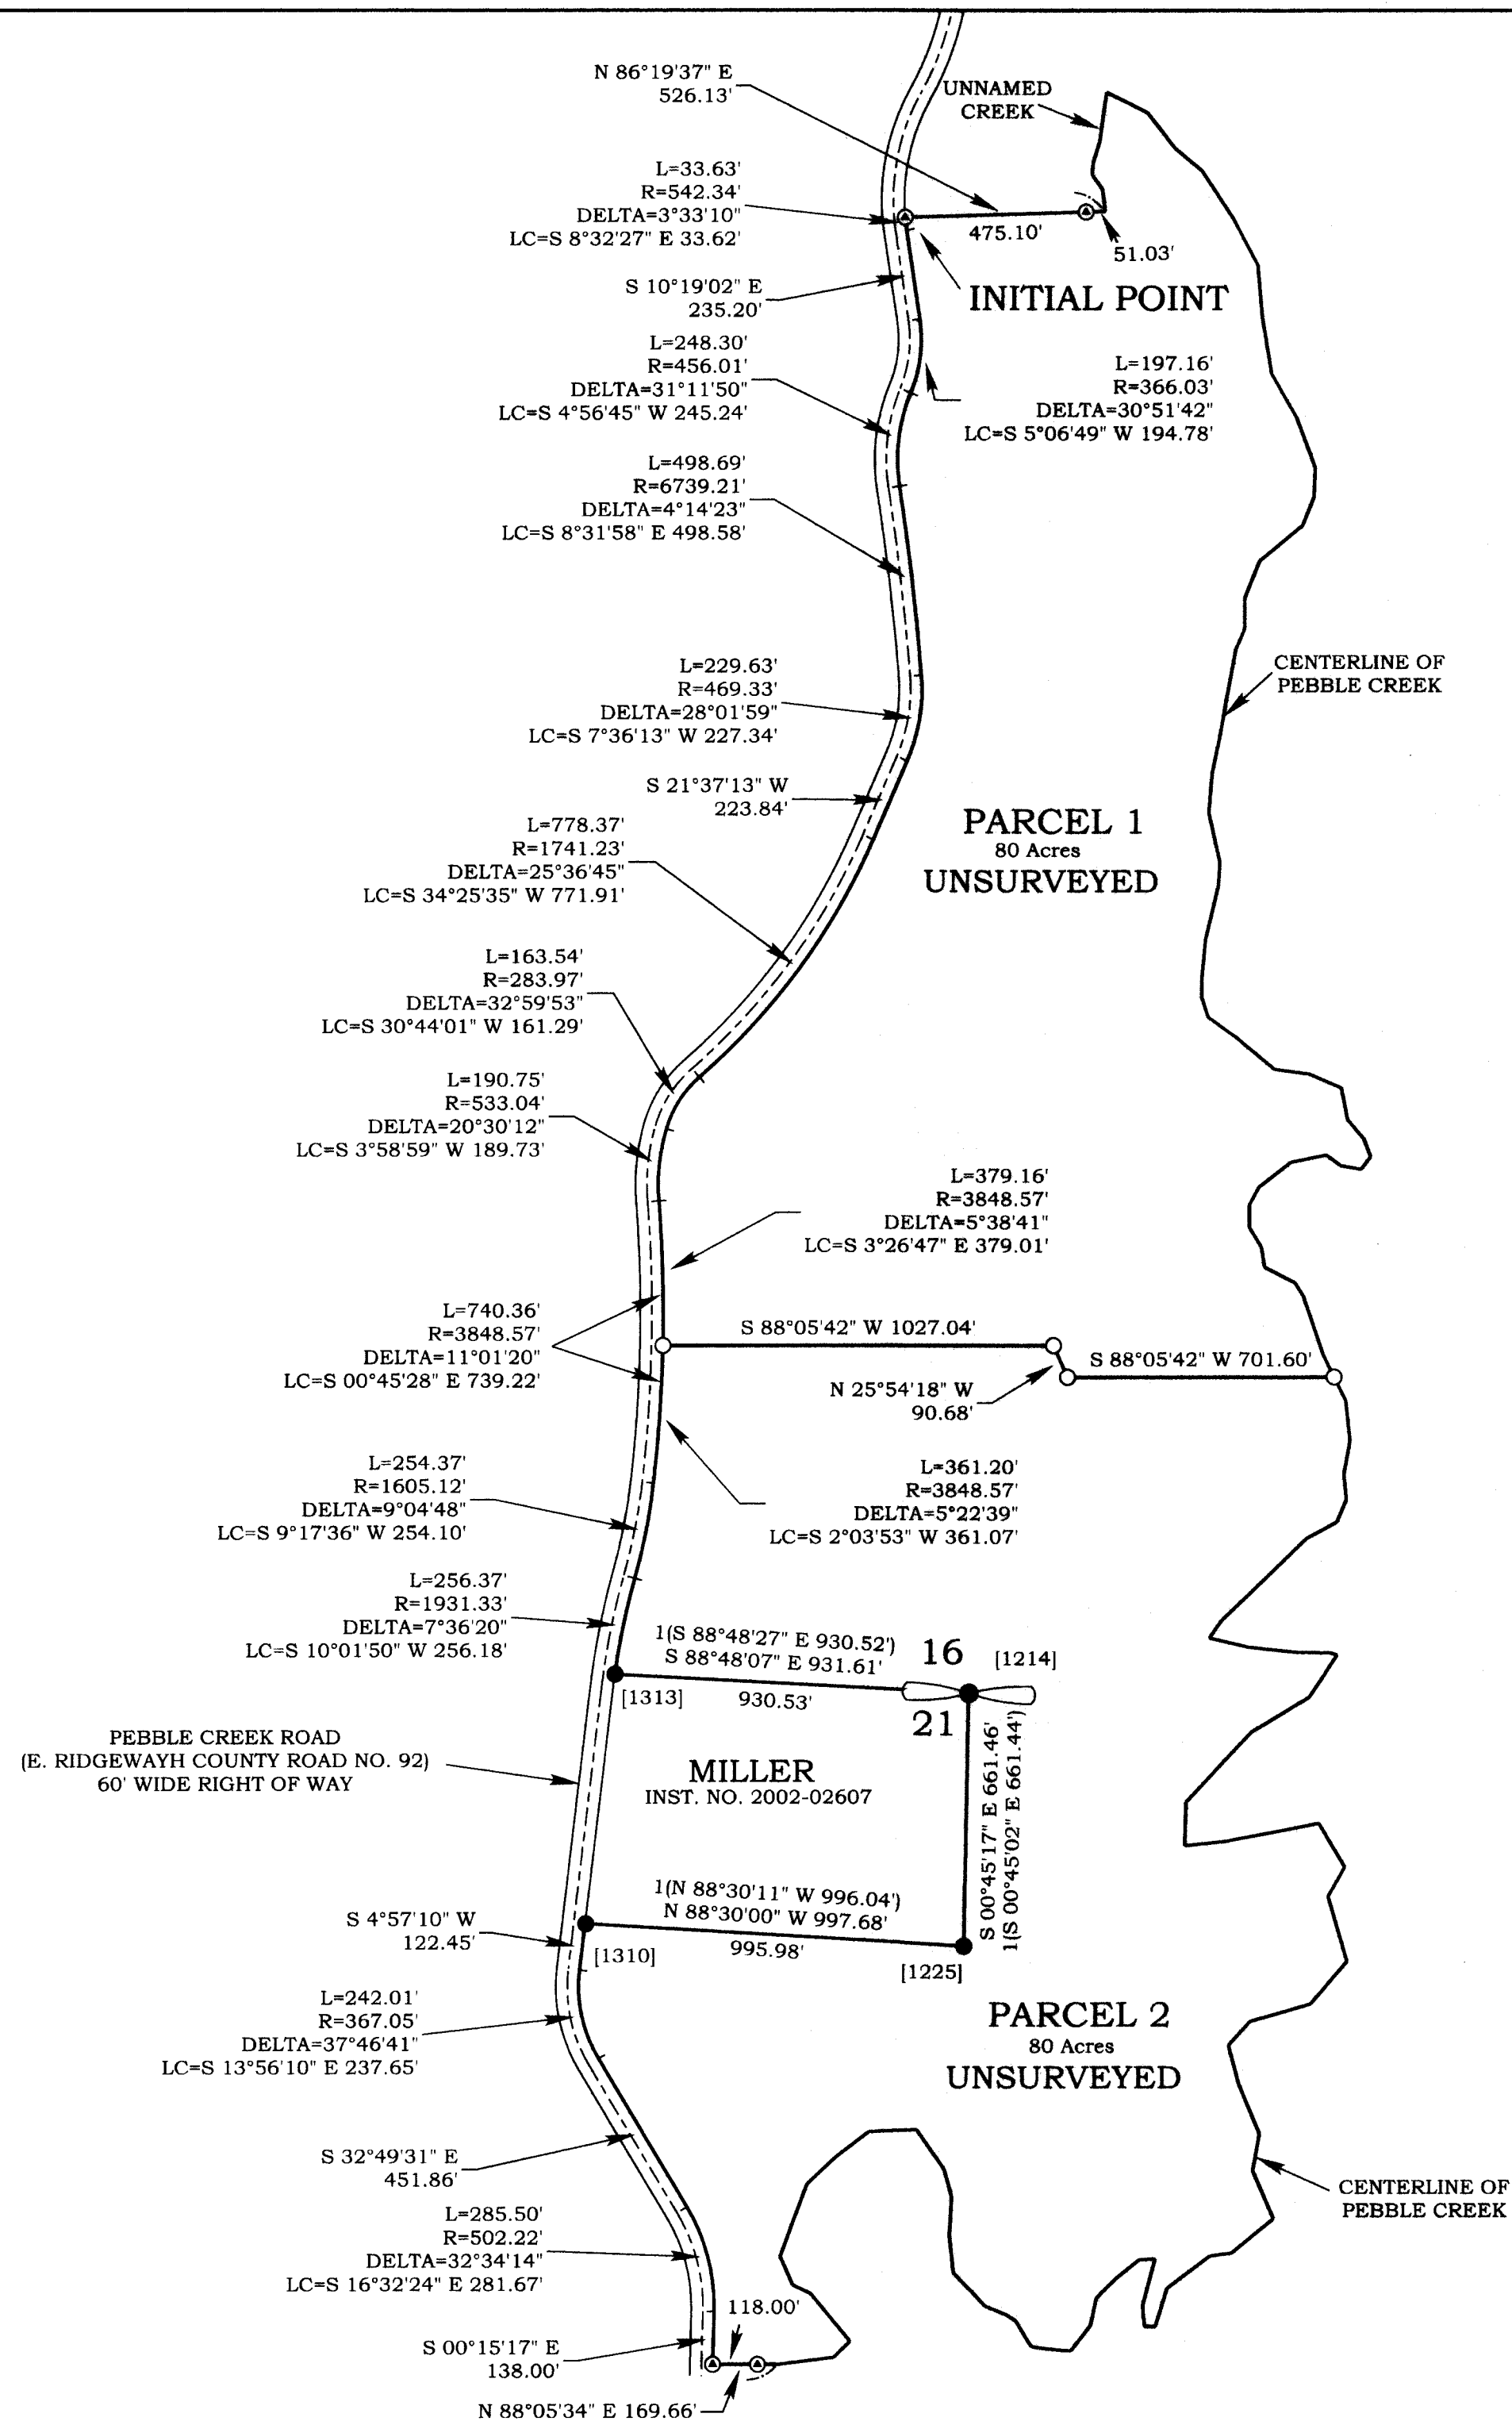 N 86°19'37" E
526.13'
UNNAMED
CREEK
L=33.63'
R=542.34'
DELTA=3°33'10"
LC=S 8°32'27" E 33.62'
475.10'
51.03'
INITIAL POINT
S 10°19'02" E
235.20'
L=248.30'
R=456.01'
DELTA=31°11'50"
LC=S 4°56'45" W 245.24'
L=197.16'
R=366.03'
DELTA=30°51'42"
LC=S 5°06'49" W 194.78'
L=498.69'
R=6739.21'
DELTA=4°14'23"
LC=S 8°31'58" E 498.58'
CENTERLINE OF
PEBBLE CREEK
L=229.63'
R=469.33'
DELTA=28°01'59"
LC=S 7°36'13" W 227.34'
S 21°37'13" W
223.84'
PARCEL 1
80 Acres
UNSURVEYED
L=778.37'
R=1741.23'
DELTA=25°36'45"
LC=S 34°25'35" W 771.91'
L=163.54'
R=283.97'
DELTA=32°59'53"
LC=S 30°44'01" W 161.29'
L=190.75'
R=533.04'
DELTA=20°30'12"
LC=S 3°58'59" W 189.73'
L=379.16'
R=3848.57'
DELTA=5°38'41"
LC=S 3°26'47" E 379.01'
L=740.36'
R=3848.57'
DELTA=11°01'20"
LC=S 00°45'28" E 739.22'
S 88°05'42" W 1027.04'
S 88°05'42" W 701.60'
N 25°54'18" W
90.68'
L=254.37'
R=1605.12'
DELTA=9°04'48"
LC=S 9°17'36" W 254.10'
L=361.20'
R=3848.57'
DELTA=5°22'39"
LC=S 2°03'53" W 361.07'
L=256.37'
R=1931.33'
DELTA=7°36'20"
LC=S 10°01'50" W 256.18'
1(S 88°48'27" E 930.52')
S 88°48'07" E 931.61'
16
[1214]
[1313]
930.53'
21
PEBBLE CREEK ROAD
(E. RIDGEWAYH COUNTY ROAD NO. 92)
60' WIDE RIGHT OF WAY
MILLER
INST. NO. 2002-02607
S 00°45'17" E 661.46'
1(S 00°45'02" E 661.44')
1(N 88°30'11" W 996.04')
N 88°30'00" W 997.68'
S 4°57'10" W
122.45'
[1310]
995.98'
[1225]
L=242.01'
R=367.05'
DELTA=37°46'41"
LC=S 13°56'10" E 237.65'
PARCEL 2
80 Acres
UNSURVEYED
S 32°49'31" E
451.86'
CENTERLINE OF
PEBBLE CREEK
L=285.50'
R=502.22'
DELTA=32°34'14"
LC=S 16°32'24" E 281.67'
118.00'
S 00°15'17" E
138.00'
N 88°05'34" E 169.66'